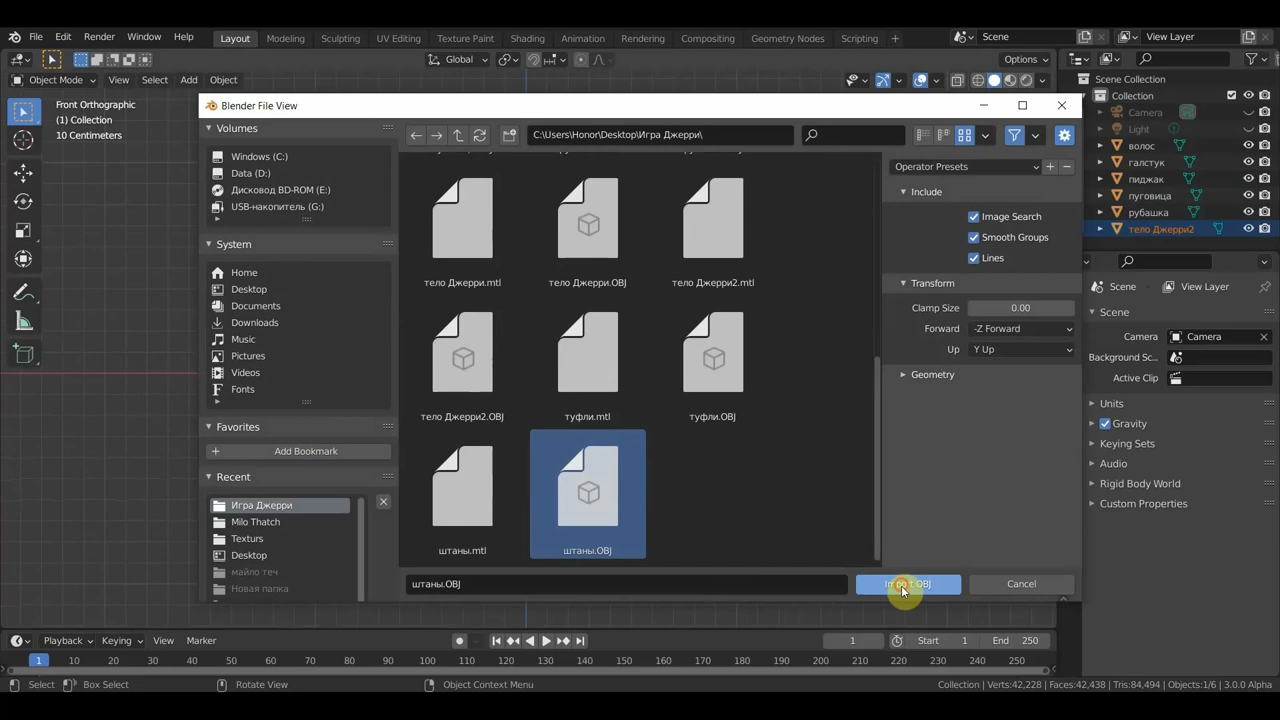 File Edit Render Window Help Layout Modeling Sculpting UV Editing Texture Paint Shading Animation Rendering Compositing Geometry Nodes Scripting + Scene View Layer
Global Options
Object Mode View Select Add Object
Scene Collection
Collection
Camera
Light
волос
галстук
пиджак
пуговица
рубашка
тело Джерри2
Front Orthographic
(1) Collection
10 Centimeters
Blender File View
Volumes
Windows (C:)
Data (D:)
Дисковод BD-ROM (E:)
USB-накопитель (G:)
System
Home
Desktop
Documents
Downloads
Music
Pictures
Videos
Fonts
Favorites
Add Bookmark
Recent
Игра Джерри
Milo Thatch
Texturs
Desktop
майло теч
Новая папка
C:\Users\Honor\Desktop\Игра Джерри\
тело Джерри.mtl
тело Джерри.OBJ
тело Джерри2.mtl
тело Джерри2.OBJ
туфли.mtl
туфли.OBJ
штаны.mtl
штаны.OBJ
штаны.OBJ
Import OBJ
Cancel
Operator Presets
Include
Image Search
Smooth Groups
Lines
Transform
Clamp Size 0.00
Forward -Z Forward
Up Y Up
Geometry
Scene View Layer
Scene
Camera Camera
Background Sc...
Active Clip
Units
Gravity
Keying Sets
Audio
Rigid Body World
Custom Properties
Playback Keying View Marker 1 Start 1 End 250
1 10 20 30 40 50 60 70 80 90 100 110 120 130 140 150 160 170 180 190 200 210 220 230 240 250
Select Box Select Rotate View Object Context Menu Collection | Verts:42,228 | Faces:42,438 | Tris:84,494 | Objects:1/6 | 3.0.0 Alpha